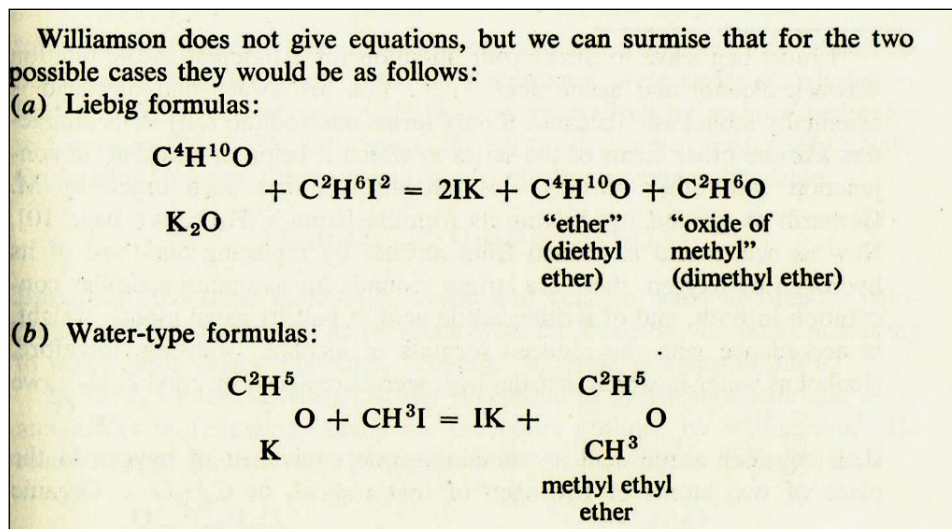 Williamson does not give equations, but we can surmise that for the two
possible cases they would be as follows:
(a) Liebig formulas:
C⁴H¹⁰O
+ C²H⁶I² = 2IK + C⁴H¹⁰O + C²H⁶O
K₂O "ether" "oxide of
(diethyl methyl"
ether) (dimethyl ether)
(b) Water-type formulas:
C²H⁵ C²H⁵
O + CH³I = IK + O
K CH³
methyl ethyl
ether